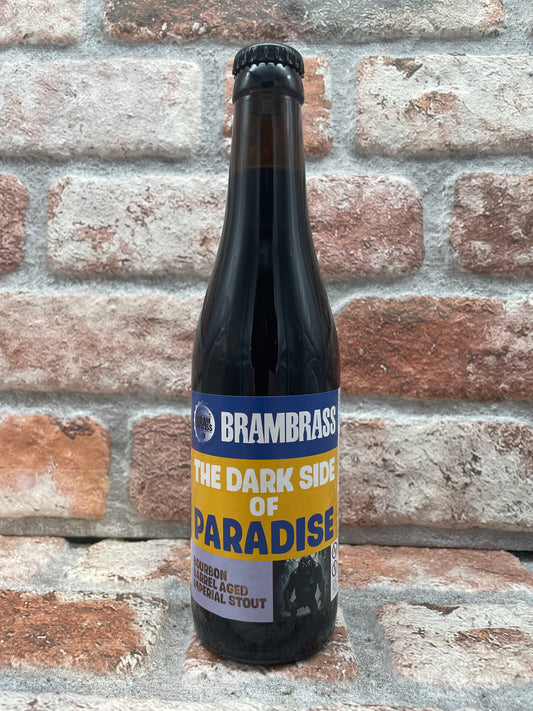 BRAMBRASS
THE DARK SIDE
OF
PARADISE
BOURBON
BARREL AGED
IMPERIAL STOUT